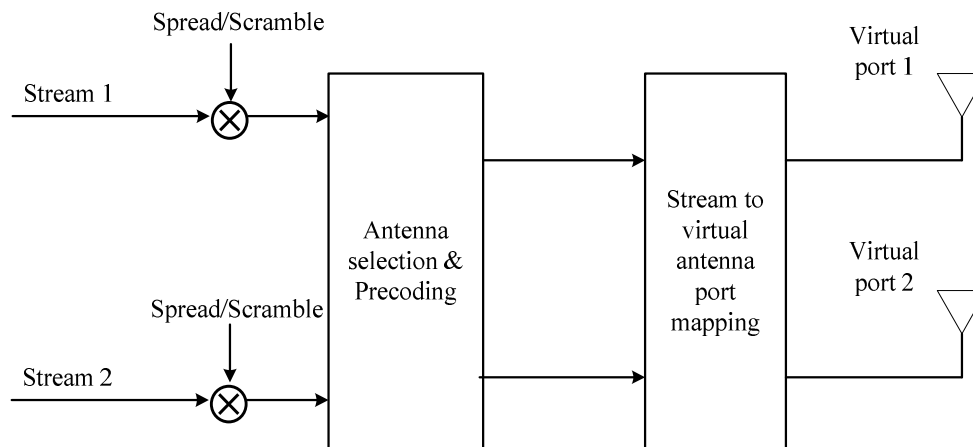 Spread/Scramble
Stream 1
Spread/Scramble
Stream 2
Antenna
selection &
Precoding
Stream to
virtual
antenna
port
mapping
Virtual
port 1
Virtual
port 2